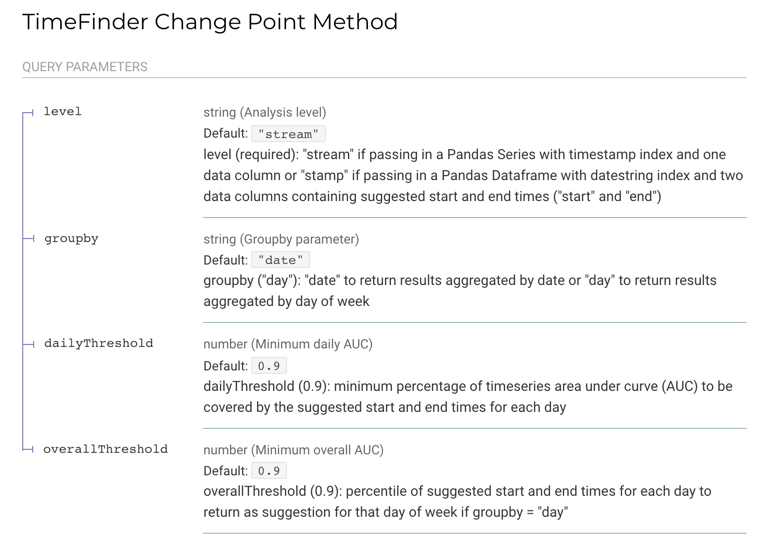 TimeFinder Change Point Method
QUERY PARAMETERS
level
string (Analysis level)
Default: "stream"
level (required): "stream" if passing in a Pandas Series with timestamp index and one
data column or "stamp" if passing in a Pandas Dataframe with datestring index and two
data columns containing suggested start and end times ("start" and "end")
groupby
string (Groupby parameter)
Default: "date"
groupby ("day"): "date" to return results aggregated by date or "day" to return results
aggregated by day of week
dailyThreshold
number (Minimum daily AUC)
Default: 0.9
dailyThreshold (0.9): minimum percentage of timeseries area under curve (AUC) to be
covered by the suggested start and end times for each day
overallThreshold
number (Minimum overall AUC)
Default: 0.9
overallThreshold (0.9): percentile of suggested start and end times for each day to
return as suggestion for that day of week if groupby = "day"